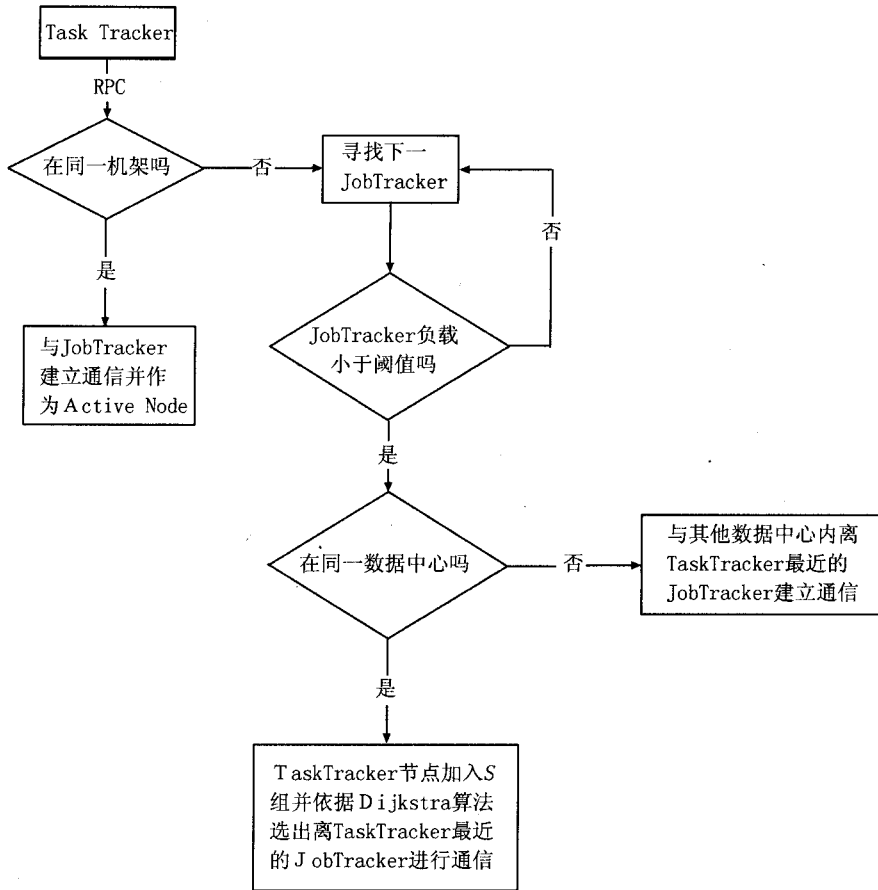 Task Tracker
RPC
在同一机架吗
否
寻找下一
JobTracker
否
是
与JobTracker
建立通信并作
为Active Node
JobTracker负载
小于阈值吗
是
在同一数据中心吗
否
与其他数据中心内离
TaskTracker最近的
JobTracker建立通信
是
TaskTracker节点加入S
组并依据Dijkstra算法
选出离TaskTracker最近
的JobTracker进行通信